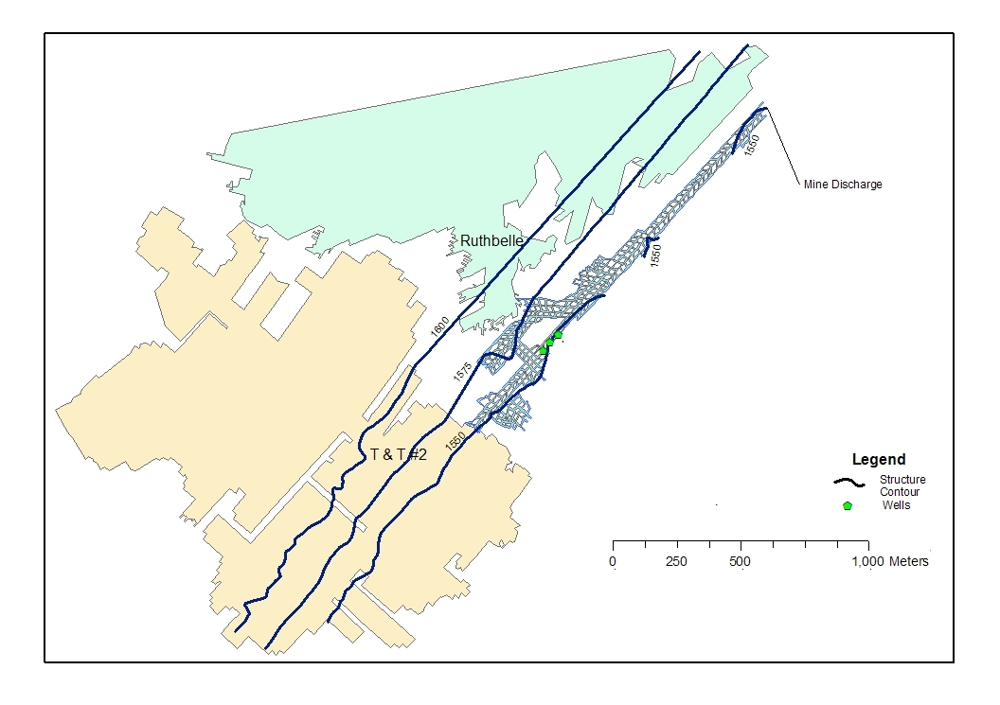 1550
Mine Discharge
Ruthbelle
1550
1600
1575
1550
T & T #2
Legend
Structure
Contour
Wells
0 250 500 1,000 Meters